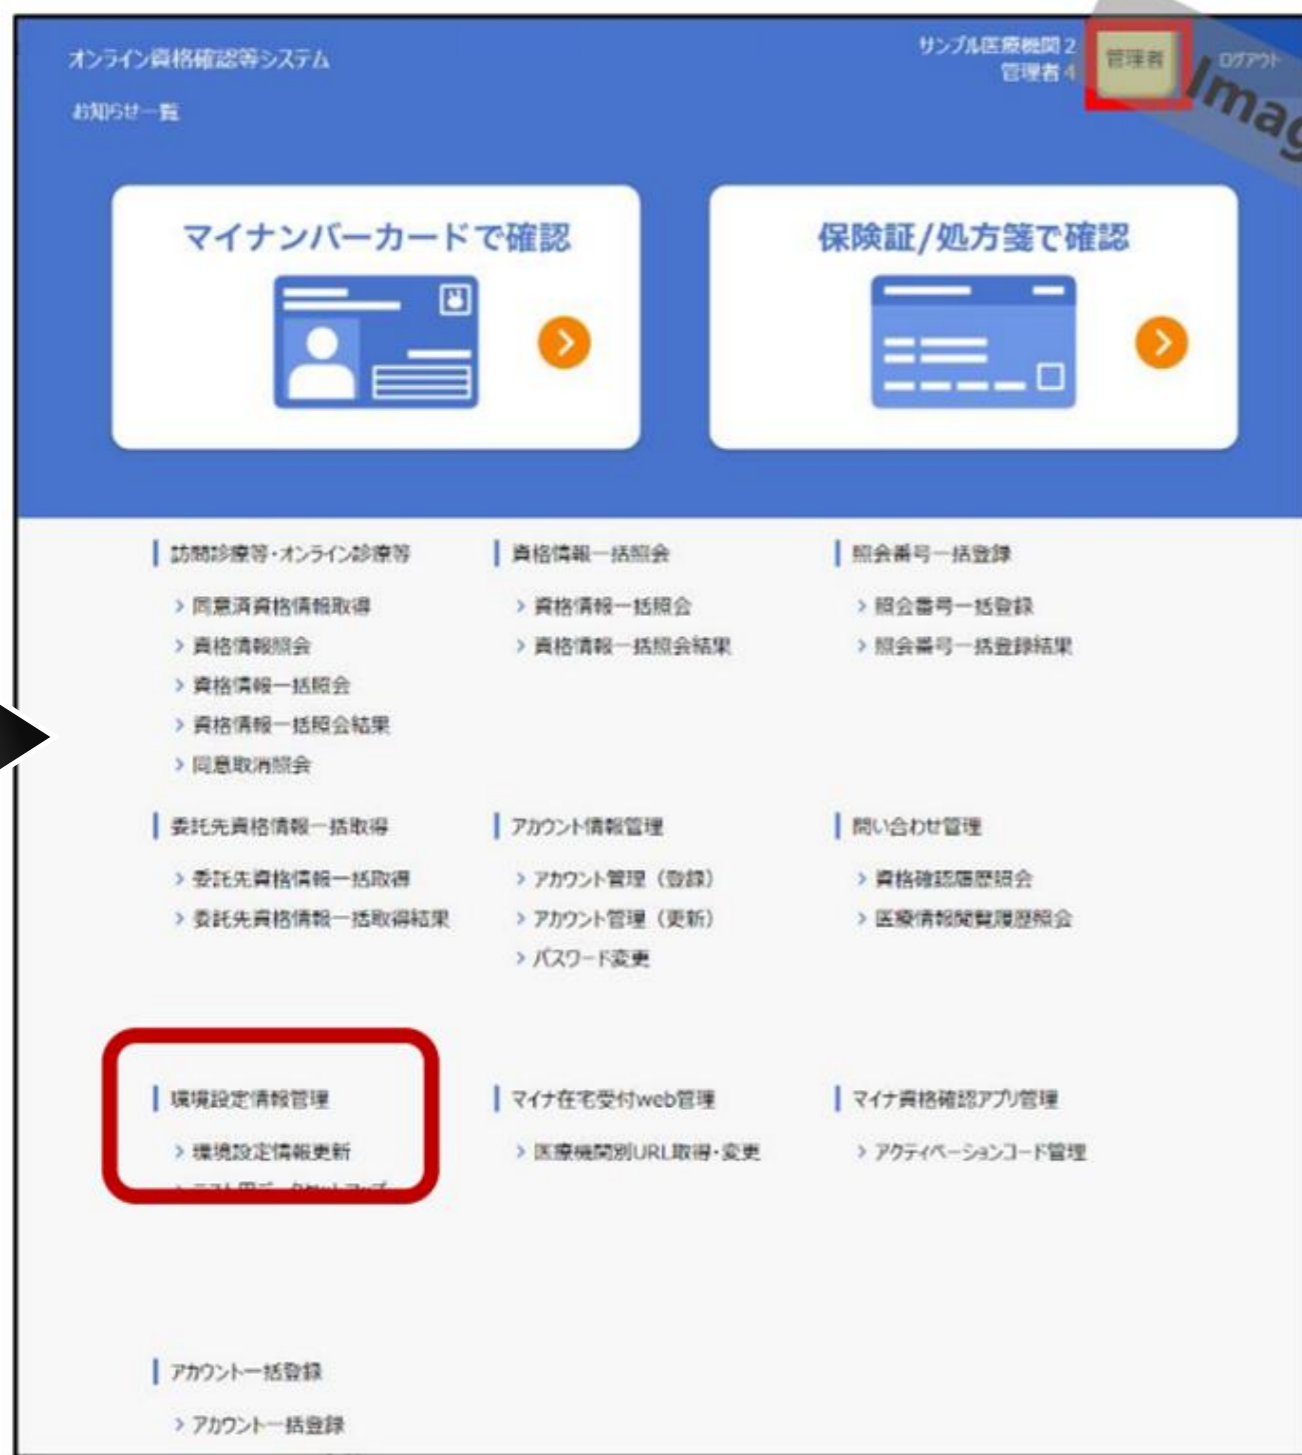 オンライン資格確認等システム
サンプル医療機関2
管理者4
管理者
ログアウト
お知らせ一覧
Imag
マイナンバーカードで確認
保険証/処方箋で確認
訪問診療等・オンライン診療等
同意済資格情報取得
資格情報照会
資格情報一括照会
資格情報一括照会結果
同意取消照会
資格情報一括照会
資格情報一括照会
資格情報一括照会結果
照会番号一括登録
照会番号一括登録
照会番号一括登録結果
委託先資格情報一括取得
委託先資格情報一括取得
委託先資格情報一括取得結果
アカウント情報管理
アカウント管理（登録）
アカウント管理（更新）
パスワード変更
問い合わせ管理
資格確認履歴照会
医療情報閲覧履歴照会
環境設定情報管理
環境設定情報更新
マイナ在宅受付web管理
医療機関別URL取得・変更
マイナ資格確認アプリ管理
アクティベーションコード管理
アカウント一括登録
アカウント一括登録